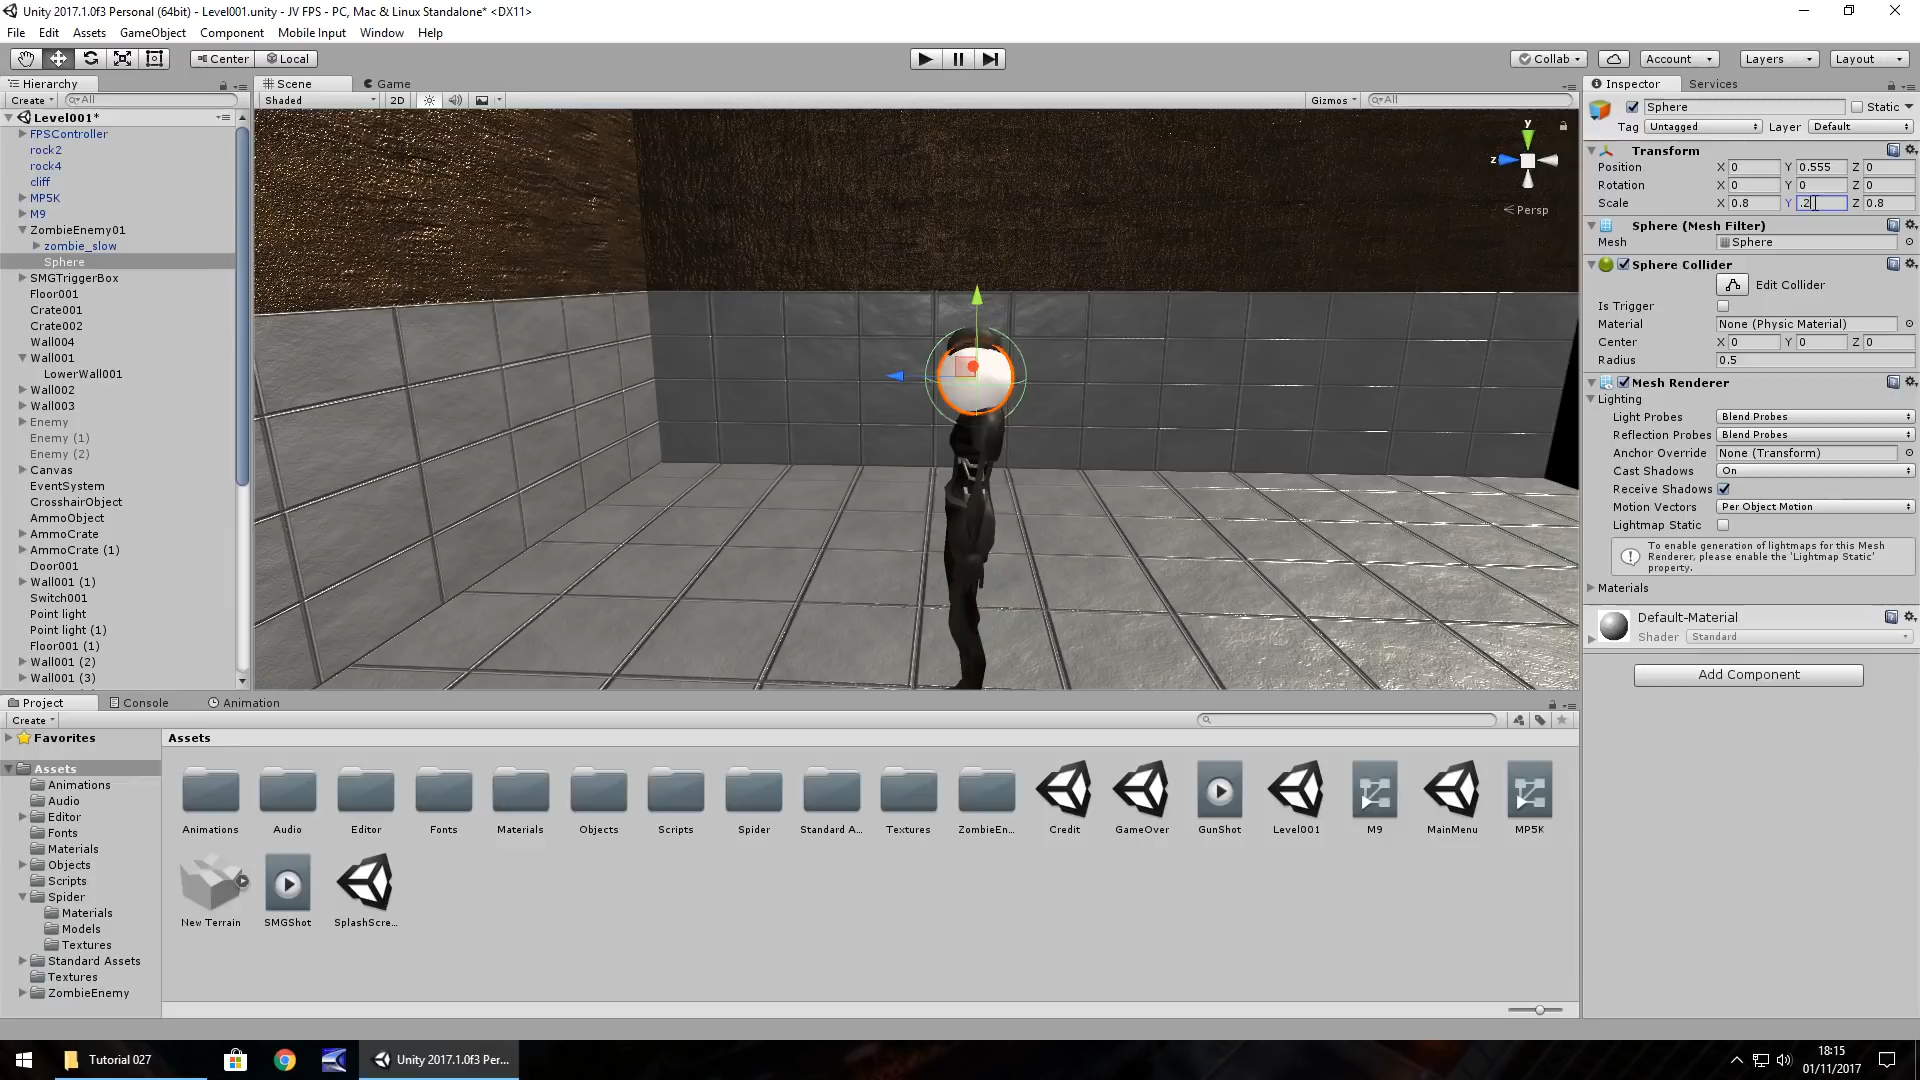 Unity 2017.1.0f3 Personal (64bit) - Level001.unity - JV FPS - PC, Mac & Linux Standalone* <DX11>
File Edit Assets GameObject Component Mobile Input Window Help
Center Local
Collab Account Layers Layout
Hierarchy
Create All
Level001*
FPSController
rock2
rock4
cliff
MP5K
M9
ZombieEnemy01
zombie_slow
Sphere
SMGTriggerBox
Floor001
Crate001
Crate002
Wall004
Wall001
LowerWall001
Wall002
Wall003
Enemy
Enemy (1)
Enemy (2)
Canvas
EventSystem
CrosshairObject
AmmoObject
AmmoCrate
AmmoCrate (1)
Door001
Wall001 (1)
Switch001
Point light
Point light (1)
Floor001 (1)
Wall001 (2)
Wall001 (3)
Scene Game
Shaded 2D Gizmos All
y
z
Persp
Inspector Services
Sphere Static
Tag Untagged Layer Default
Transform
Position X 0 Y 0.555 Z 0
Rotation X 0 Y 0 Z 0
Scale X 0.8 Y .2 Z 0.8
Sphere (Mesh Filter)
Mesh Sphere
Sphere Collider
Edit Collider
Is Trigger
Material None (Physic Material)
Center X 0 Y 0 Z 0
Radius 0.5
Mesh Renderer
Lighting
Light Probes Blend Probes
Reflection Probes Blend Probes
Anchor Override None (Transform)
Cast Shadows On
Receive Shadows
Motion Vectors Per Object Motion
Lightmap Static
To enable generation of lightmaps for this Mesh
Renderer, please enable the 'Lightmap Static'
property.
Materials
Default-Material
Shader Standard
Add Component
Project Console Animation
Create
Favorites
Assets
Animations
Audio
Editor
Fonts
Materials
Objects
Scripts
Spider
Materials
Models
Textures
Standard Assets
Textures
ZombieEnemy
Assets
Animations Audio Editor Fonts Materials Objects Scripts Spider Standard A... Textures ZombieEn... Credit GameOver GunShot Level001 M9 MainMenu MP5K
New Terrain SMGShot SplashScre...
Tutorial 027
Unity 2017.1.0f3 Per...
18:15
01/11/2017